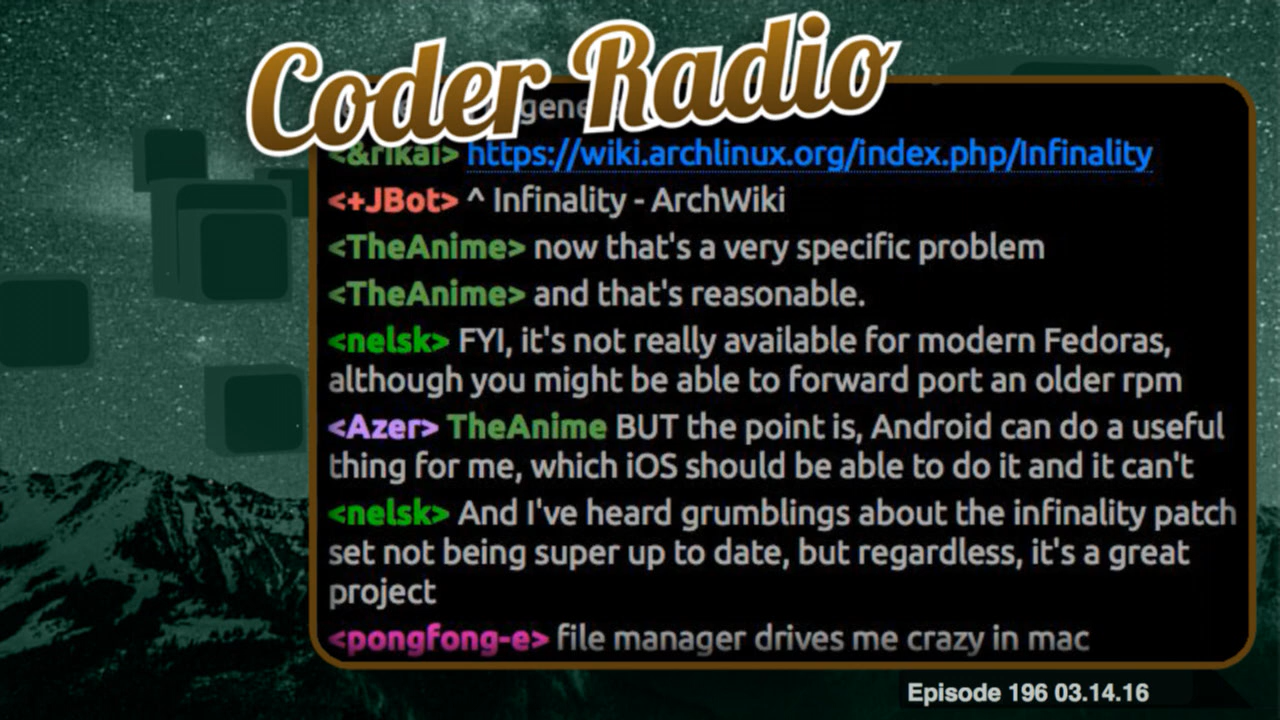 Coder Radio
gene
<&rikai> https://wiki.archlinux.org/index.php/Infinality
<+JBot> ^ Infinality - ArchWiki
<TheAnime> now that's a very specific problem
<TheAnime> and that's reasonable.
<nelsk> FYI, it's not really available for modern Fedoras,
although you might be able to forward port an older rpm
<Azer> TheAnime BUT the point is, Android can do a useful
thing for me, which iOS should be able to do it and it can't
<nelsk> And I've heard grumblings about the infinality patch
set not being super up to date, but regardless, it's a great
project
<pongfong-e> file manager drives me crazy in mac
Episode 196 03.14.16